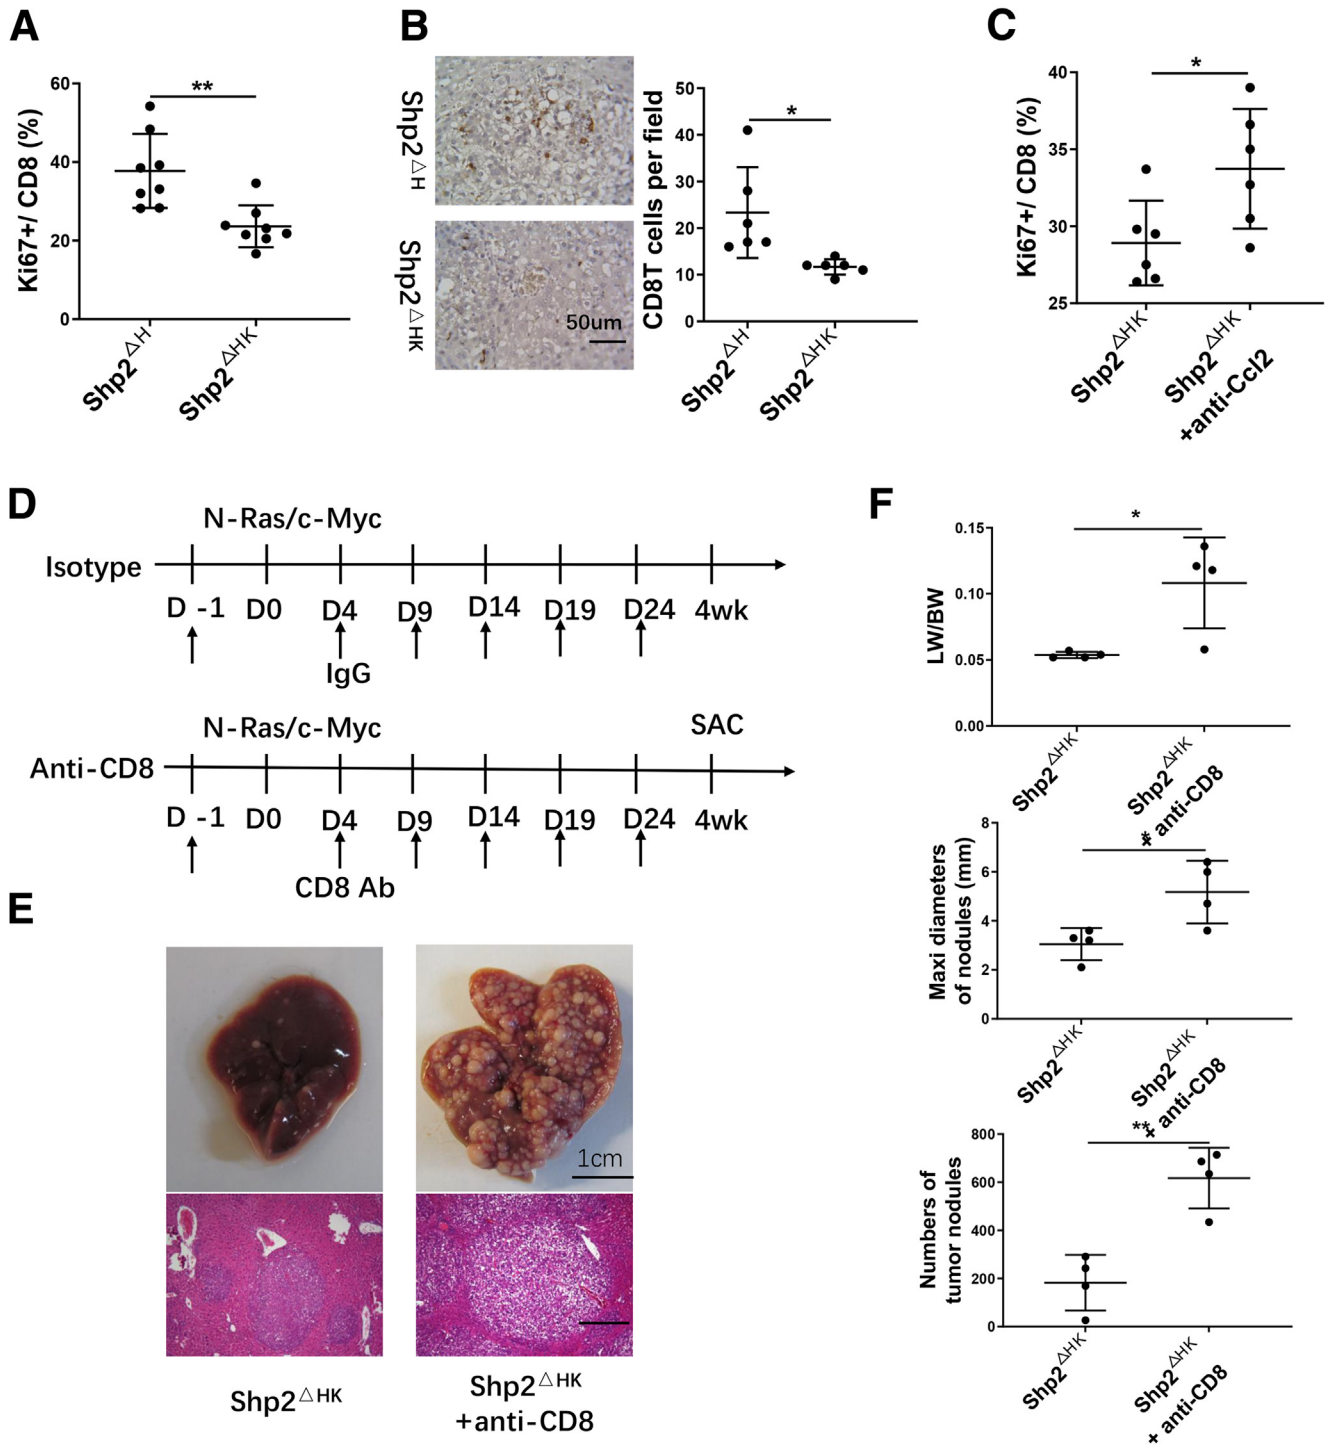 A
Ki67+/ CD8 (%)
60
40
20
0
**
Shp2△H
Shp2△HK
B
Shp2△H
Shp2△HK
50um
CD8T cells per field
50
40
30
20
10
0
*
Shp2△H
Shp2△HK
C
Ki67+/ CD8 (%)
40
35
30
25
*
Shp2△HK
Shp2△HK
+anti-Ccl2
D
N-Ras/c-Myc
Isotype
D -1 D0 D4 D9 D14 D19 D24 4wk
IgG
N-Ras/c-Myc SAC
Anti-CD8
D -1 D0 D4 D9 D14 D19 D24 4wk
CD8 Ab
E
1cm
Shp2△HK
Shp2△HK
+anti-CD8
F
LW/BW
0.15
0.10
0.05
0.00
*
Shp2△HK
Shp2△HK
+ anti-CD8
Maxi diameters
of nodules (mm)
8
6
4
2
0
*
Shp2△HK
Shp2△HK
+ anti-CD8
Numbers of
tumor nodules
800
600
400
200
0
**
Shp2△HK
Shp2△HK
+ anti-CD8